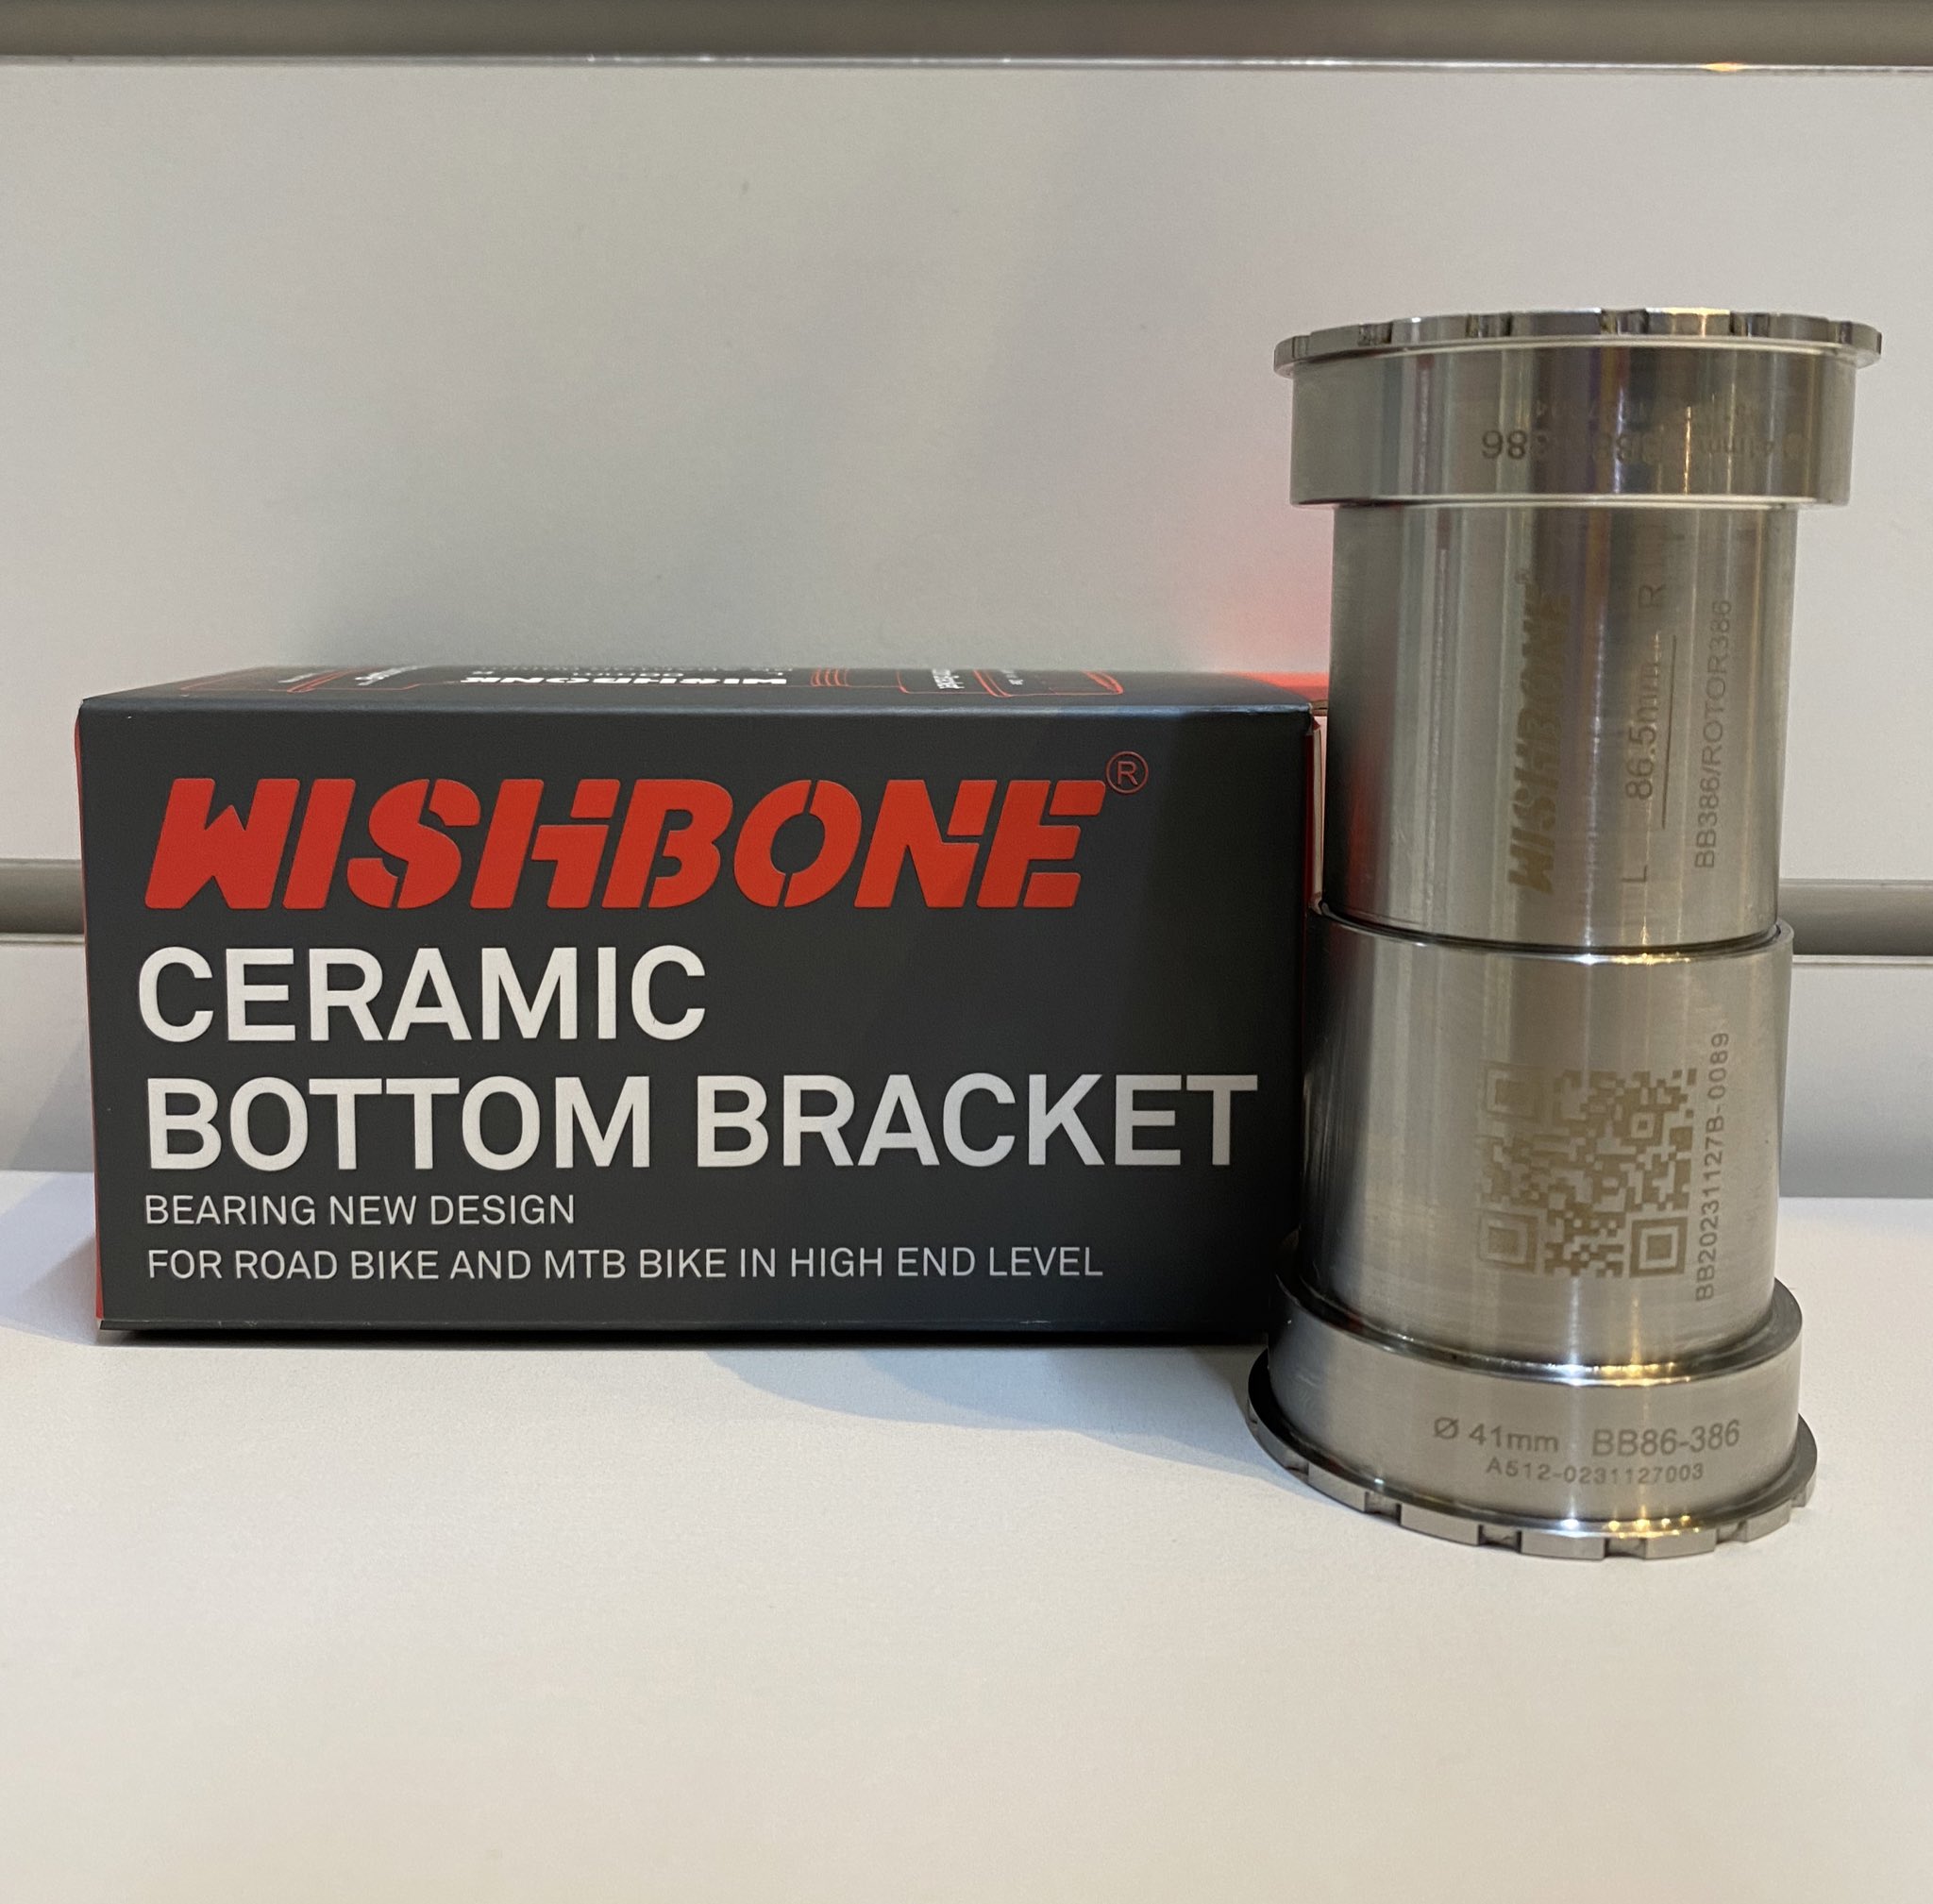 WISHBONE®
CERAMIC
BOTTOM BRACKET
BEARING NEW DESIGN
FOR ROAD BIKE AND MTB BIKE IN HIGH END LEVEL
WISHBONE
WISHBONE
L 86.5mm R
BB386/ROTOR386
BB20231127B-0089
Ø 41mm BB86-386
A512-0231127003